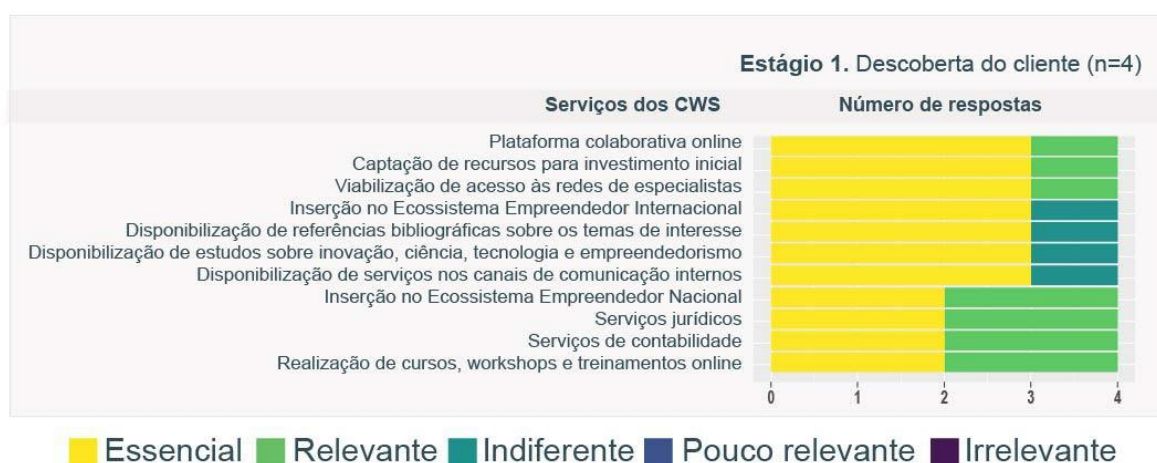 Estágio 1. Descoberta do cliente (n=4)
Serviços dos CWS Número de respostas
Plataforma colaborativa online
Captação de recursos para investimento inicial
Viabilização de acesso às redes de especialistas
Inserção no Ecossistema Empreendedor Internacional
Disponibilização de referências bibliográficas sobre os temas de interesse
Disponibilização de estudos sobre inovação, ciência, tecnologia e empreendedorismo
Disponibilização de serviços nos canais de comunicação internos
Inserção no Ecossistema Empreendedor Nacional
Serviços jurídicos
Serviços de contabilidade
Realização de cursos, workshops e treinamentos online
0 1 2 3 4
Essencial Relevante Indiferente Pouco relevante Irrelevante